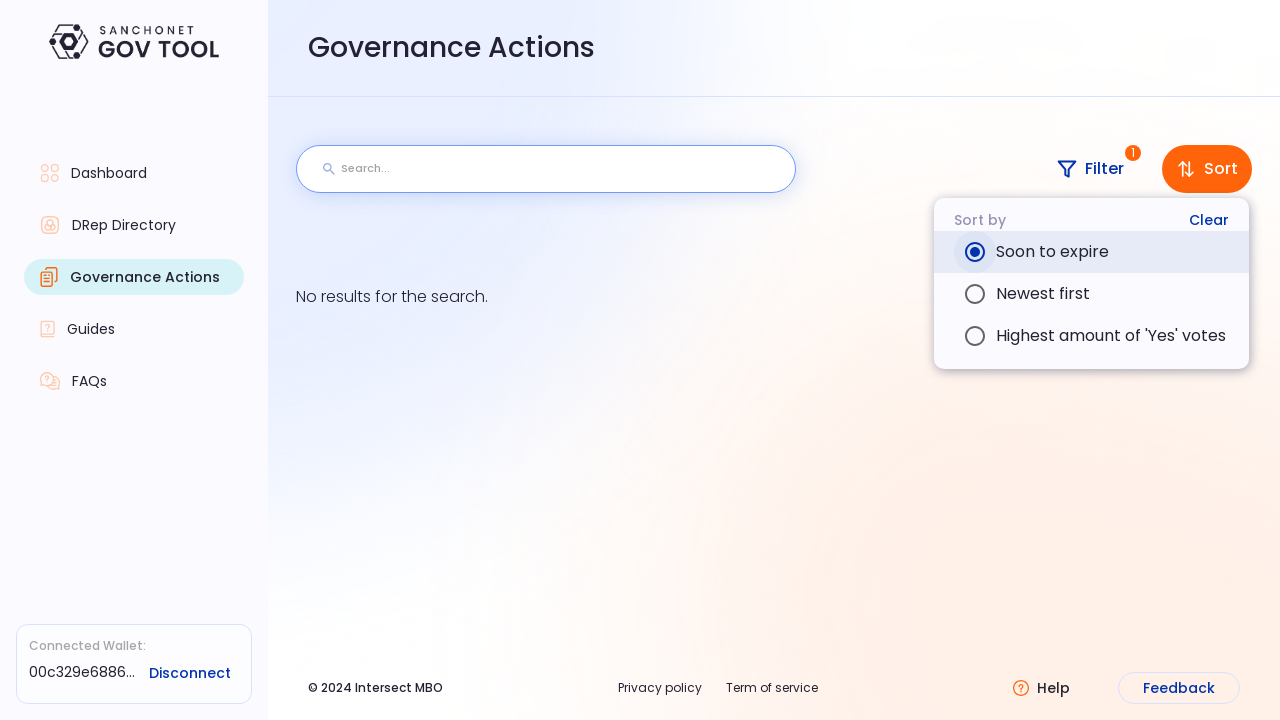 SANCHONET
GOV TOOL
Governance Actions
Dashboard
DRep Directory
Governance Actions
Guides
FAQs
Search...
Filter
1
Sort
Sort by
Clear
Soon to expire
Newest first
Highest amount of 'Yes' votes
No results for the search.
Connected Wallet:
00c329e6886...
Disconnect
© 2024 Intersect MBO
Privacy policy
Term of service
Help
Feedback